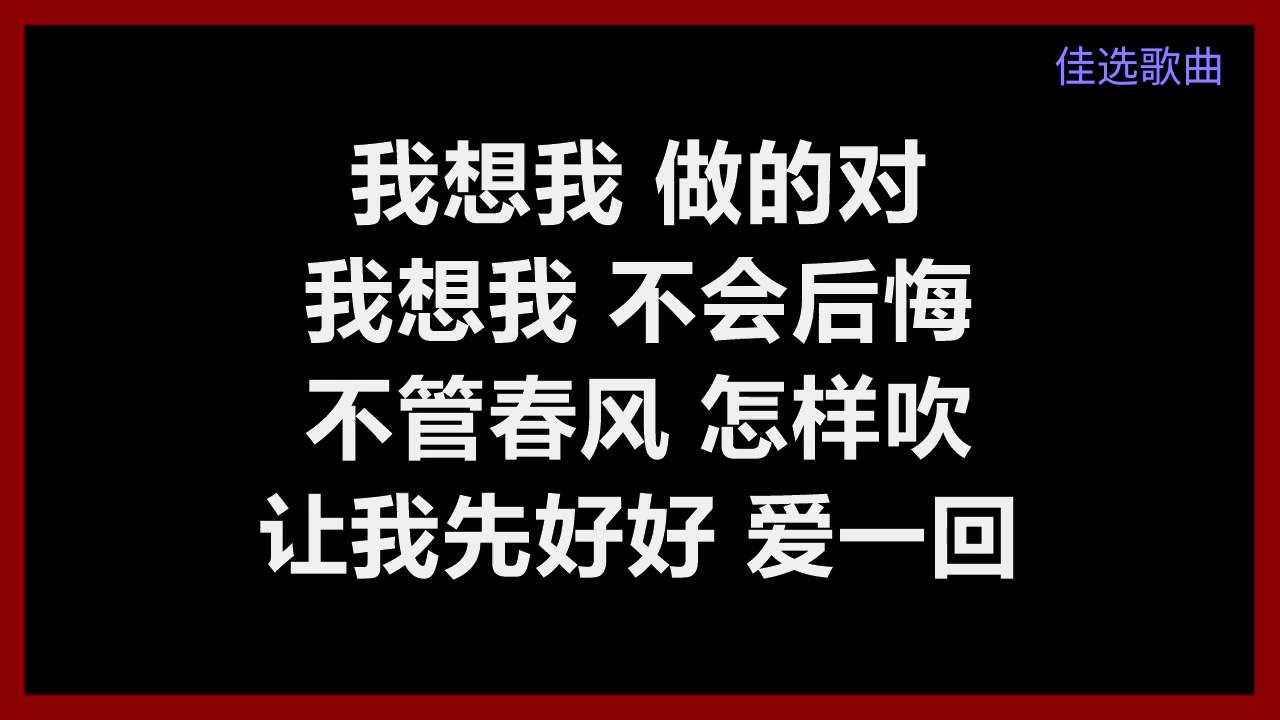 佳选歌曲
我想我 做的对
我想我 不会后悔
不管春风 怎样吹
让我先好好 爱一回